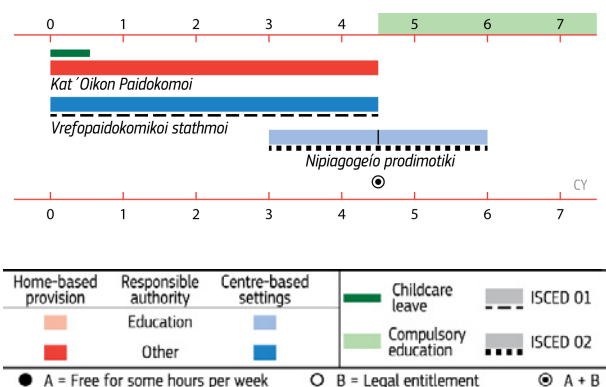 0 1 2 3 4 5 6 7
Kat´Oikon Paidokomoi
Vrefopaidokomikoi stathmoi
Nipiagogeío prodimotiki
CY
0 1 2 3 4 5 6 7
Home-based provision
Responsible authority
Centre-based settings
Education
Other
Childcare leave
ISCED 01
Compulsory education
ISCED 02
A = Free for some hours per week
B = Legal entitlement
A + B